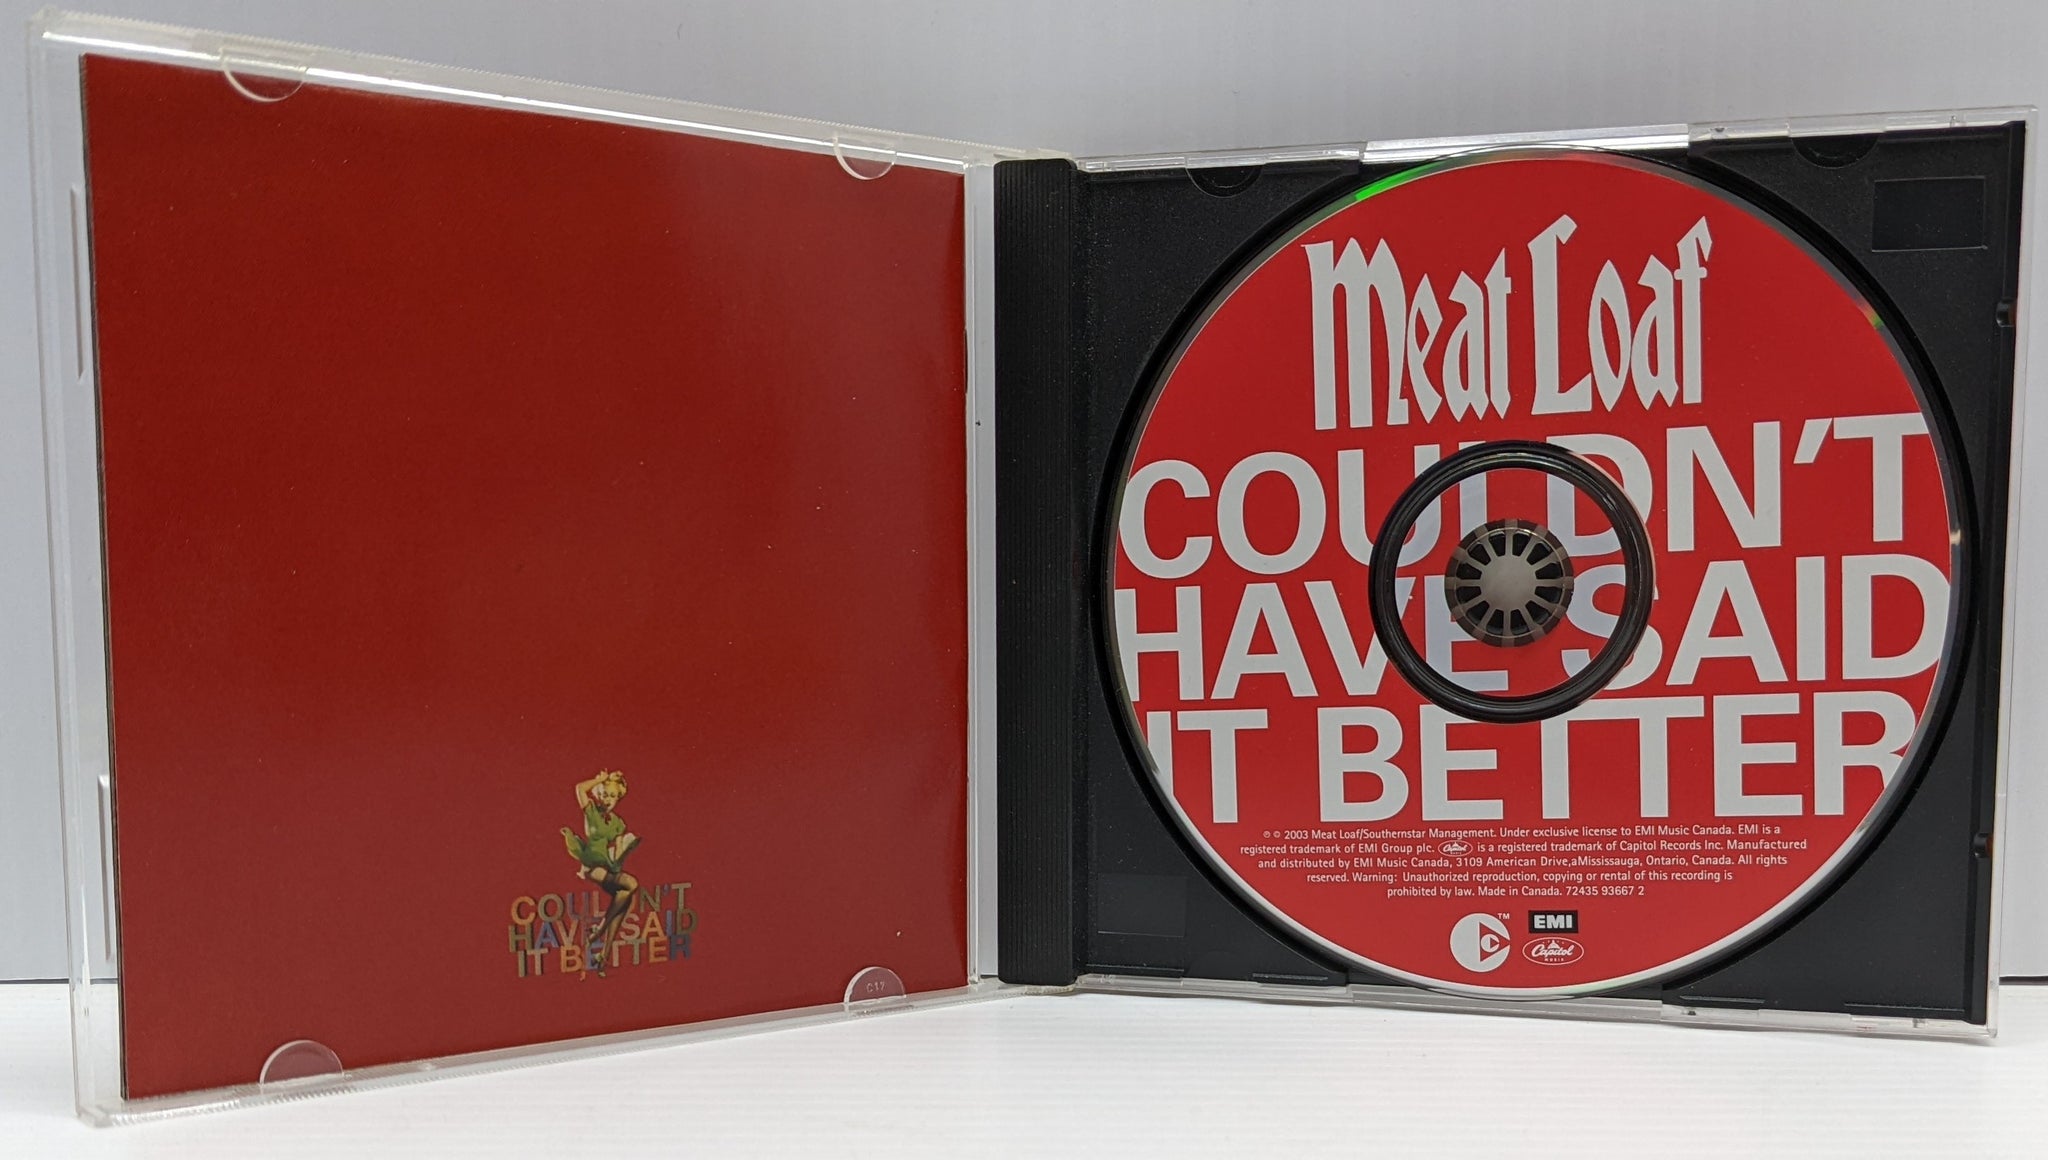 COULDN'T
HAVE SAID
IT BETTER
C12
Meat Loaf
COULDN'T
HAVE SAID
IT BETTER
℗ © 2003 Meat Loaf/Southernstar Management. Under exclusive license to EMI Music Canada. EMI is a
registered trademark of EMI Group plc. Capitol is a registered trademark of Capitol Records Inc. Manufactured
and distributed by EMI Music Canada, 3109 American Drive,aMississauga, Ontario, Canada. All rights
reserved. Warning: Unauthorized reproduction, copying or rental of this recording is
prohibited by law. Made in Canada. 72435 93667 2
C TM
EMI
Capitol
MUSIC